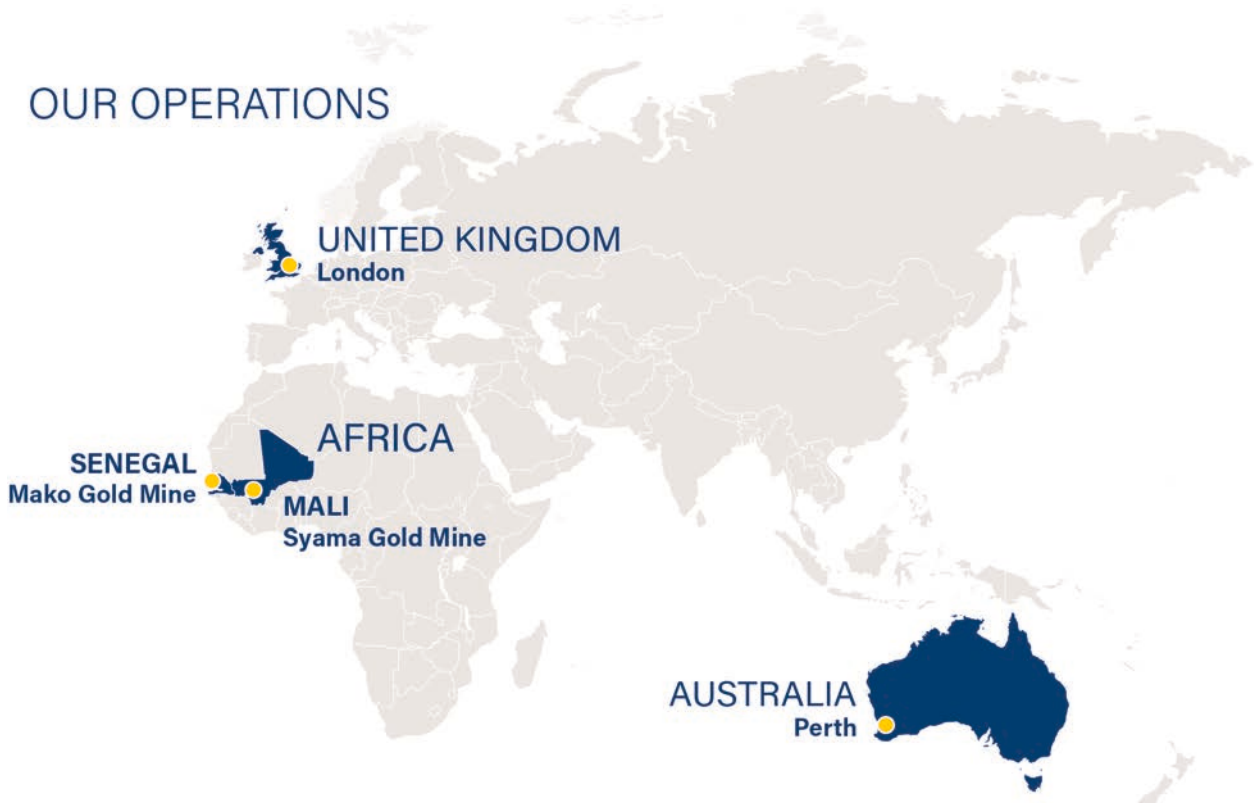 OUR OPERATIONS
UNITED KINGDOM
London
AFRICA
SENEGAL
Mako Gold Mine
MALI
Syama Gold Mine
AUSTRALIA
Perth